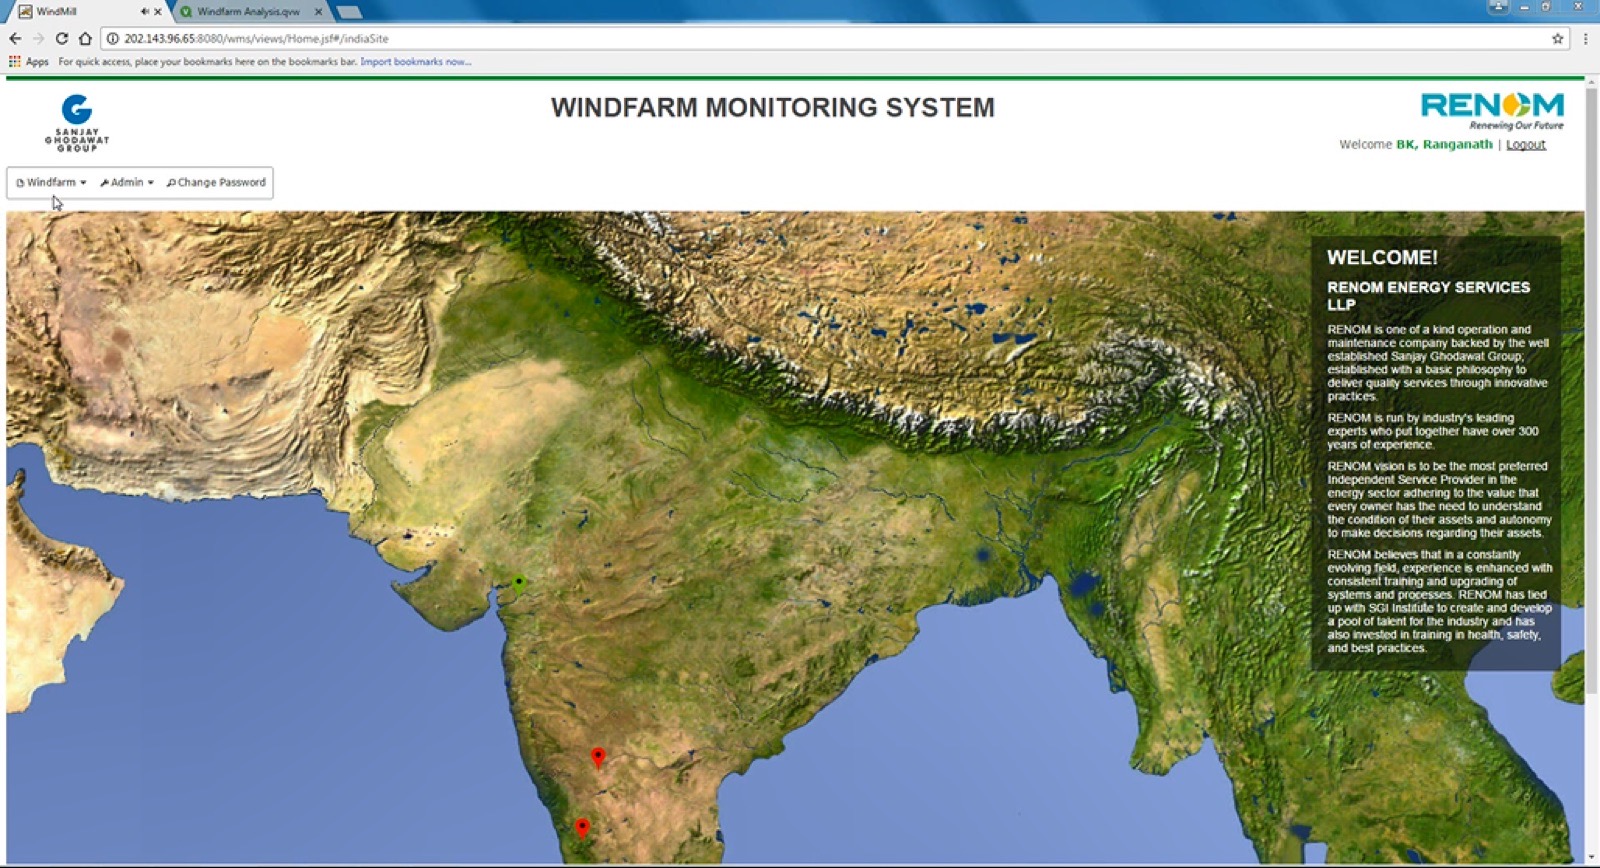 WindMill
Windfarm Analysis.qvw
202.143.96.65:8080/wms/views/Home.jsf#/indiaSite
Apps For quick access, place your bookmarks here on the bookmarks bar. Import bookmarks now...
SANJAY
GHODAWAT
GROUP
WINDFARM MONITORING SYSTEM
RENOM
Renewing Our Future
Welcome BK, Ranganath | Logout
Windfarm Admin Change Password
WELCOME!
RENOM ENERGY SERVICES
LLP
RENOM is one of a kind operation and
maintenance company backed by the well
established Sanjay Ghodawat Group;
established with a basic philosophy to
deliver quality services through innovative
practices.
RENOM is run by industry's leading
experts who put together have over 300
years of experience.
RENOM vision is to be the most preferred
Independent Service Provider in the
energy sector adhering to the value that
every owner has the need to understand
the condition of their assets and autonomy
to make decisions regarding their assets.
RENOM believes that in a constantly
evolving field, experience is enhanced with
consistent training and upgrading of
systems and processes. RENOM has tied
up with SGI Institute to create and develop
a pool of talent for the industry and has
also invested in training in health, safety,
and best practices.